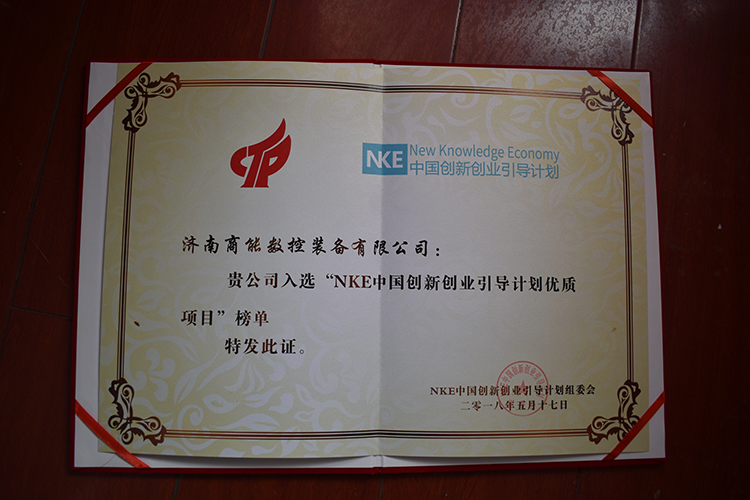 NKE New Knowledge Economy
中国创新创业引导计划
济南商能数控装备有限公司：
贵公司入选“NKE中国创新创业引导计划优质
项目”榜单
特发此证。
NKE中国创新创业引导计划组委会
二零一八年五月十七日